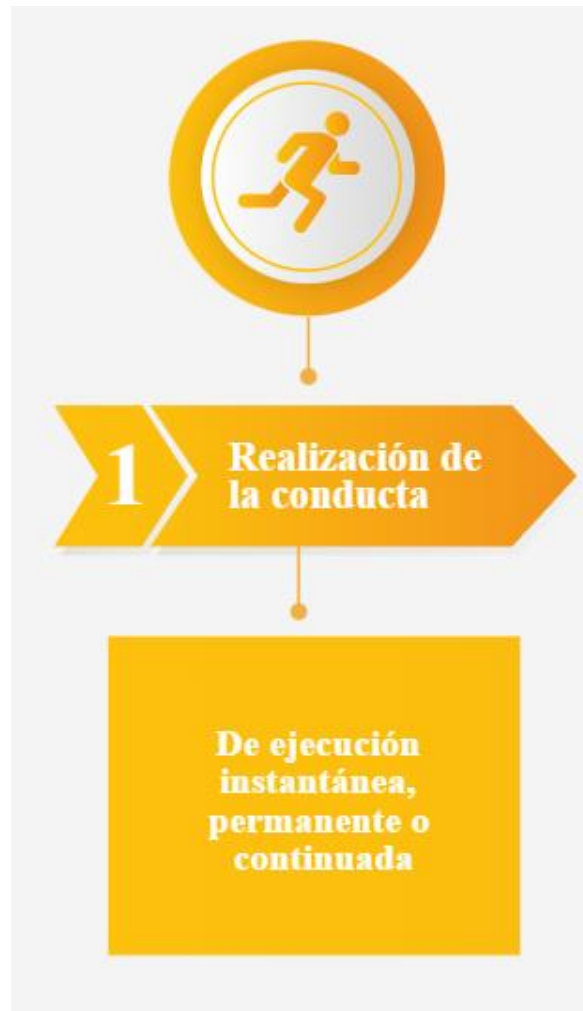 1
Realización de
la conducta
De ejecución
instantánea,
permanente o
continuada